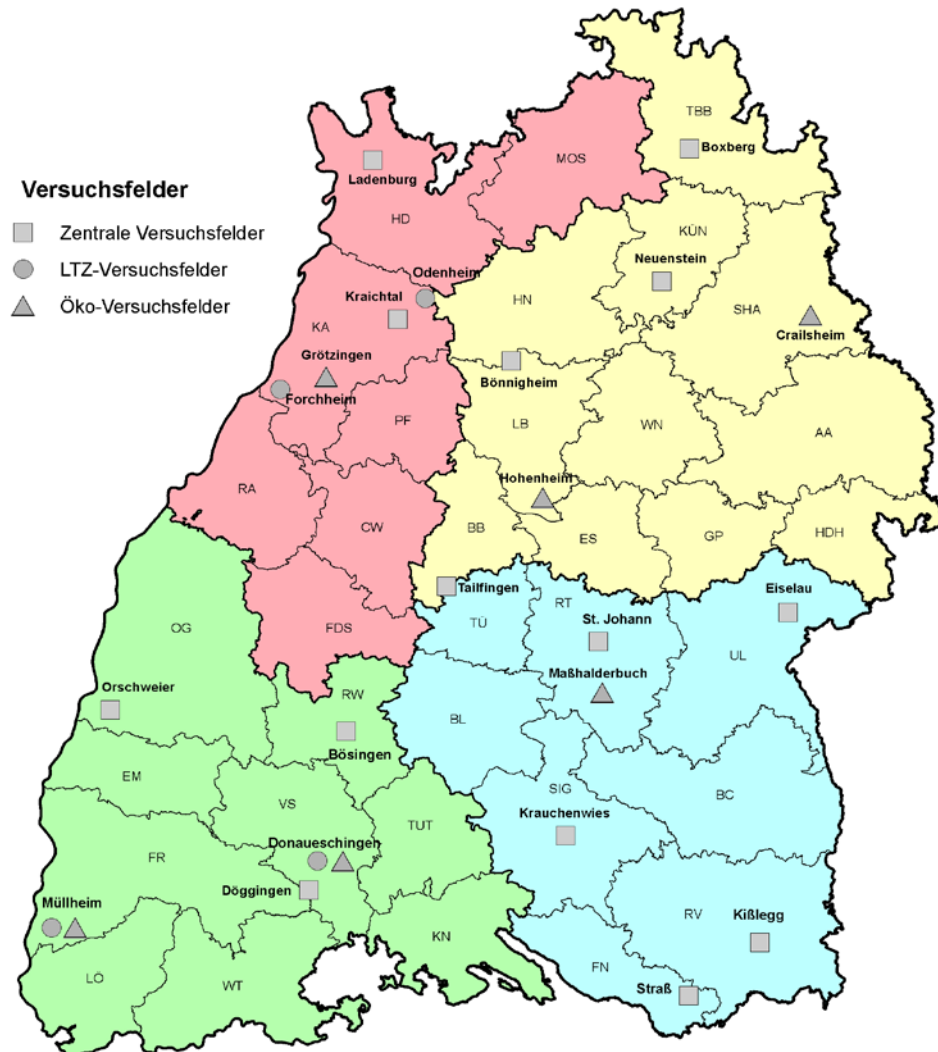 Versuchsfelder
Zentrale Versuchsfelder
LTZ-Versuchsfelder
Öko-Versuchsfelder
TBB
Boxberg
MOS
Ladenburg
HD
KÜN
Neuenstein
Odenheim
Kraichtal
HN
SHA
KA
Crailsheim
Grötzingen
Bönnigheim
Forchheim
PF
LB
WN
AA
RA
Hohenheim
CW
BB
ES
GP
HDH
Tailfingen
RT
Eiselau
TÜ
St. Johann
OG
FDS
UL
Maßhalderbuch
Orschweier
RW
BL
Bösingen
EM
VS
SIG
BC
Krauchenwies
TUT
Donaueschingen
FR
Döggingen
Müllheim
RV
Kißlegg
KN
LÖ
WT
FN
Straß